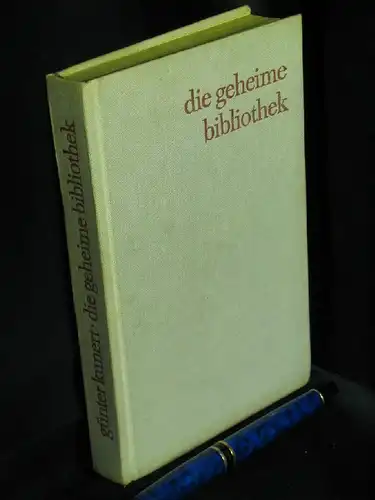 die geheime
bibliothek
günter kunert · die geheime bibliothek